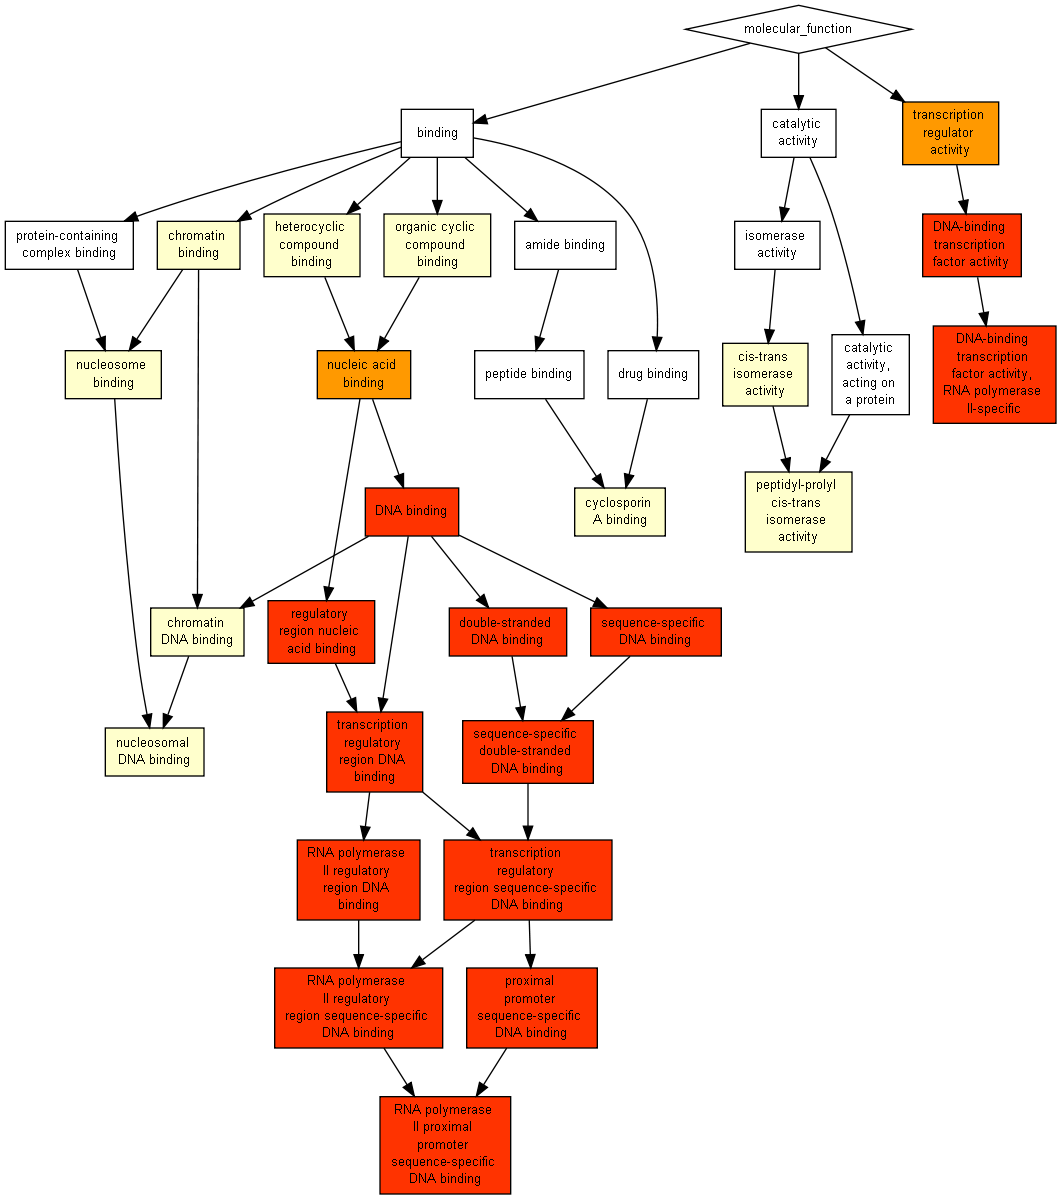 molecular_function
binding
catalytic
activity
transcription
regulator
activity
protein-containing
complex binding
chromatin
binding
heterocyclic
compound
binding
organic cyclic
compound
binding
amide binding
isomerase
activity
DNA-binding
transcription
factor activity
nucleosome
binding
nucleic acid
binding
peptide binding
drug binding
cis-trans
isomerase
activity
catalytic
activity,
acting on
a protein
DNA-binding
transcription
factor activity,
RNA polymerase
II-specific
DNA binding
cyclosporin
A binding
peptidyl-prolyl
cis-trans
isomerase
activity
chromatin
DNA binding
regulatory
region nucleic
acid binding
double-stranded
DNA binding
sequence-specific
DNA binding
nucleosomal
DNA binding
transcription
regulatory
region DNA
binding
sequence-specific
double-stranded
DNA binding
RNA polymerase
II regulatory
region DNA
binding
transcription
regulatory
region sequence-specific
DNA binding
RNA polymerase
II regulatory
region sequence-specific
DNA binding
proximal
promoter
sequence-specific
DNA binding
RNA polymerase
II proximal
promoter
sequence-specific
DNA binding